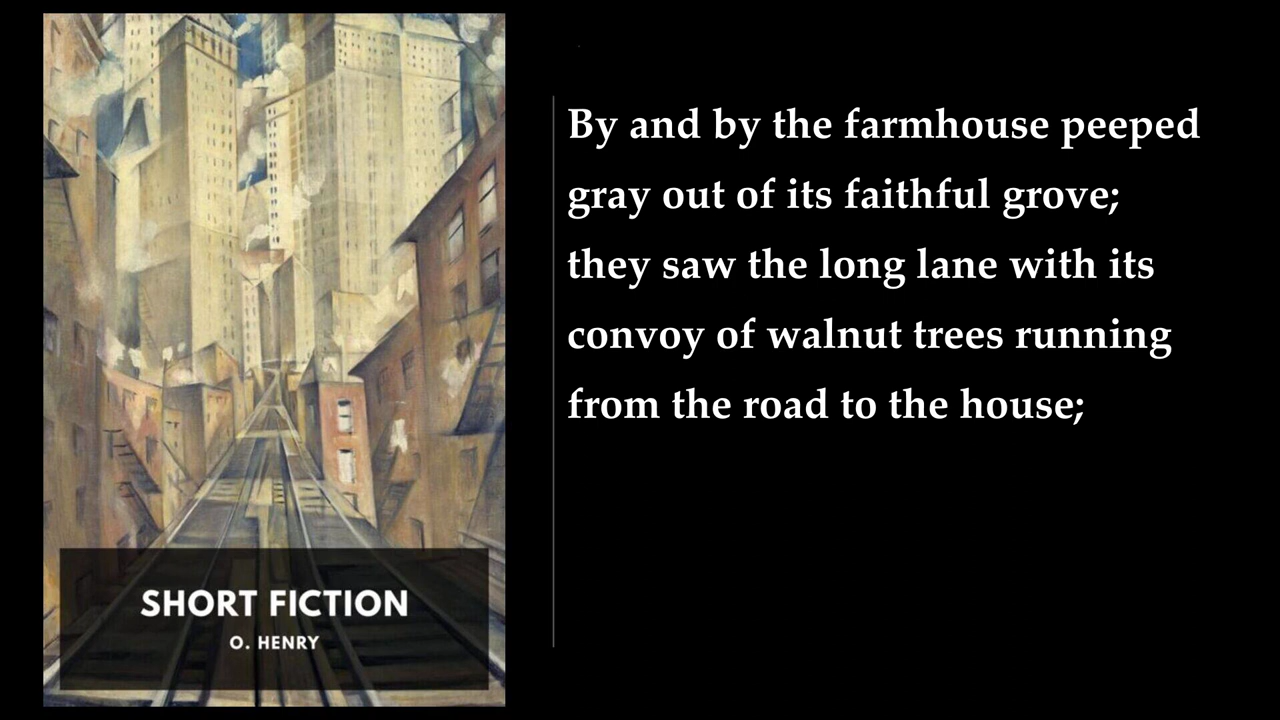 By and by the farmhouse peeped
gray out of its faithful grove;
they saw the long lane with its
convoy of walnut trees running
from the road to the house;
SHORT FICTION
O. HENRY